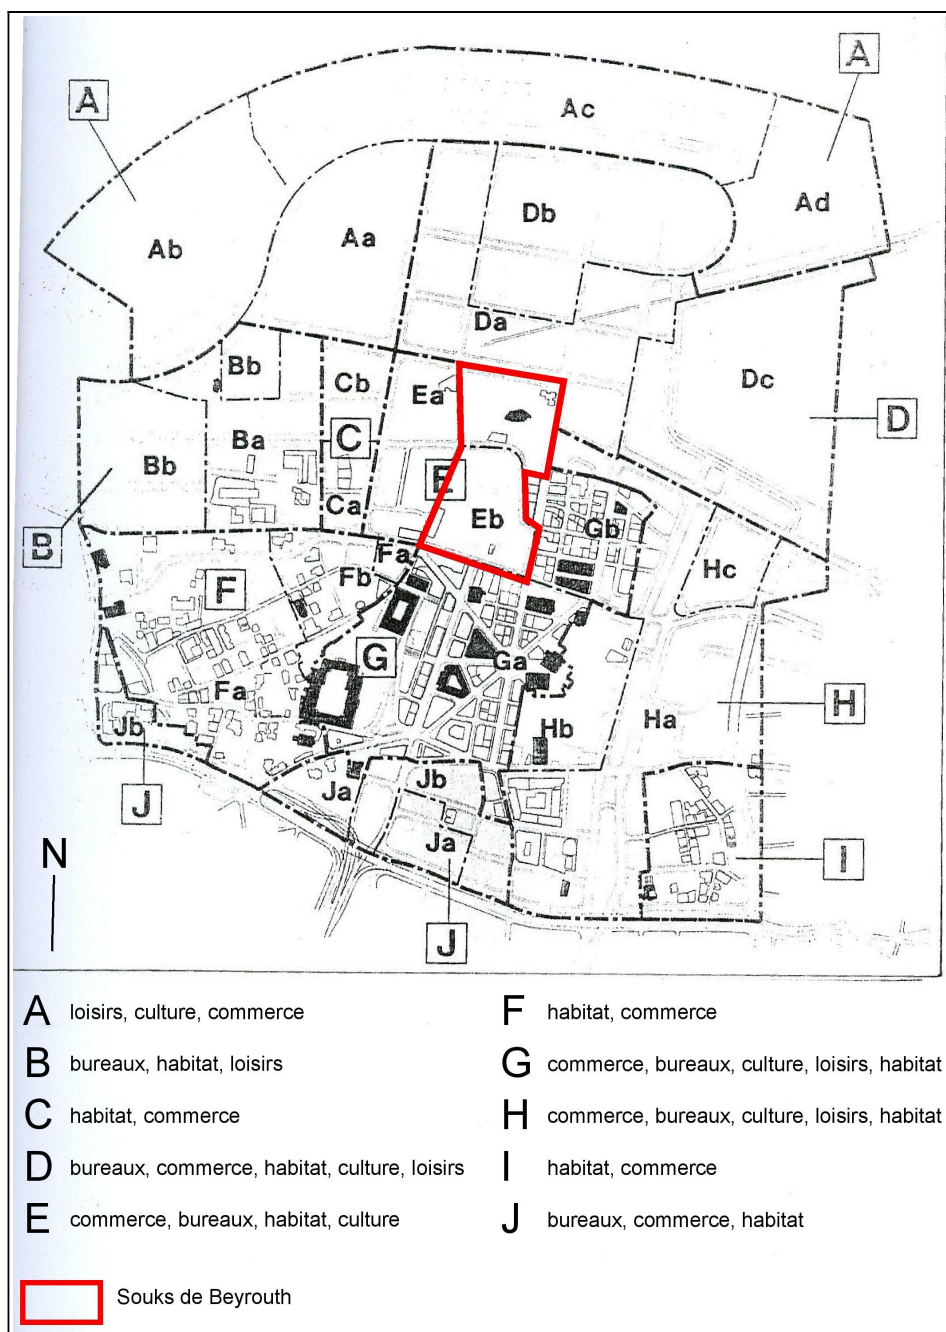 A
A
Ac
Ad
Db
Ab
Aa
Da
Bb
Cb
Ea
Dc
D
C
Ba
E
Bb
Ca
Eb
Gb
B
Fa
Hc
F
Fb
G
Ga
Fa
H
Ha
Jb
Hb
Jb
Ja
J
Ja
N
I
J
A loisirs, culture, commerce
B bureaux, habitat, loisirs
C habitat, commerce
D bureaux, commerce, habitat, culture, loisirs
E commerce, bureaux, habitat, culture
F habitat, commerce
G commerce, bureaux, culture, loisirs, habitat
H commerce, bureaux, culture, loisirs, habitat
I habitat, commerce
J bureaux, commerce, habitat
Souks de Beyrouth